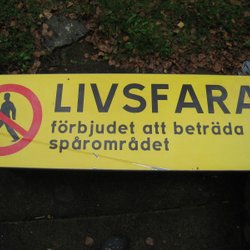 LIVSFARA
förbjudet att beträda
spårområdet